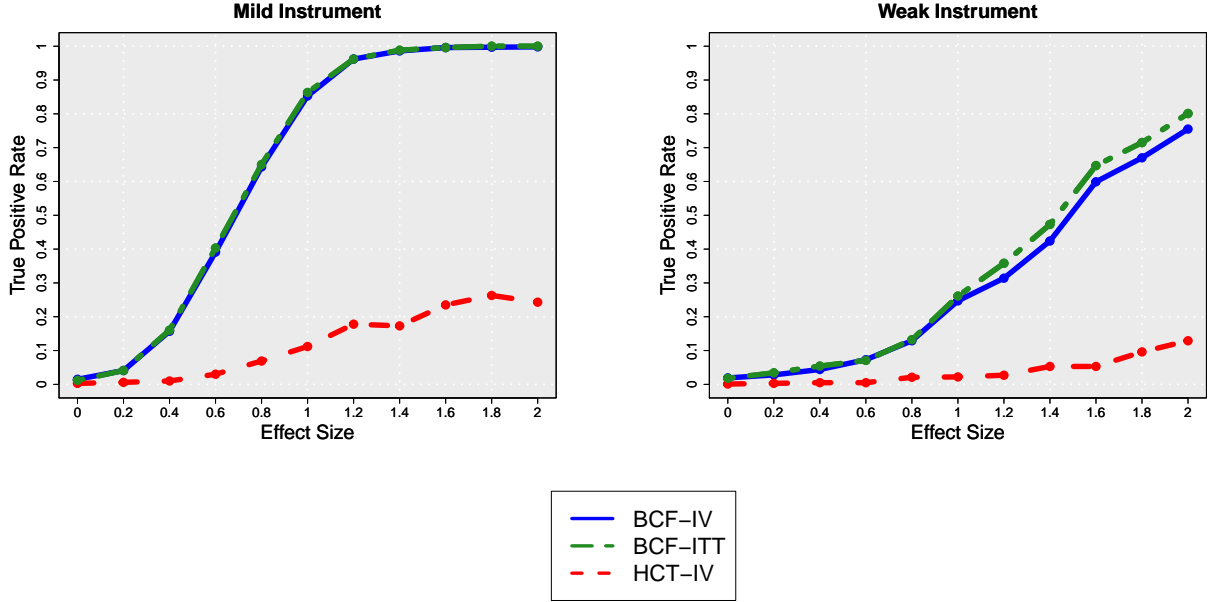 Mild Instrument
True Positive Rate
1
0.9
0.8
0.7
0.6
0.5
0.4
0.3
0.2
0.1
0
0 0.2 0.4 0.6 0.8 1 1.2 1.4 1.6 1.8 2
Effect Size
Weak Instrument
True Positive Rate
1
0.9
0.8
0.7
0.6
0.5
0.4
0.3
0.2
0.1
0
0 0.2 0.4 0.6 0.8 1 1.2 1.4 1.6 1.8 2
Effect Size
BCF−IV
BCF−ITT
HCT−IV